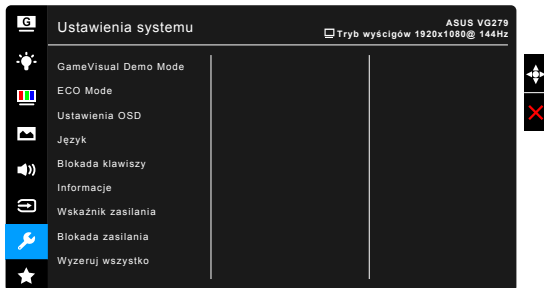 G
Ustawienia systemu
ASUS VG279
Tryb wyścigów 1920x1080@ 144Hz
GameVisual Demo Mode
ECO Mode
Ustawienia OSD
Język
Blokada klawiszy
Informacje
Wskaźnik zasilania
Blokada zasilania
Wyzeruj wszystko